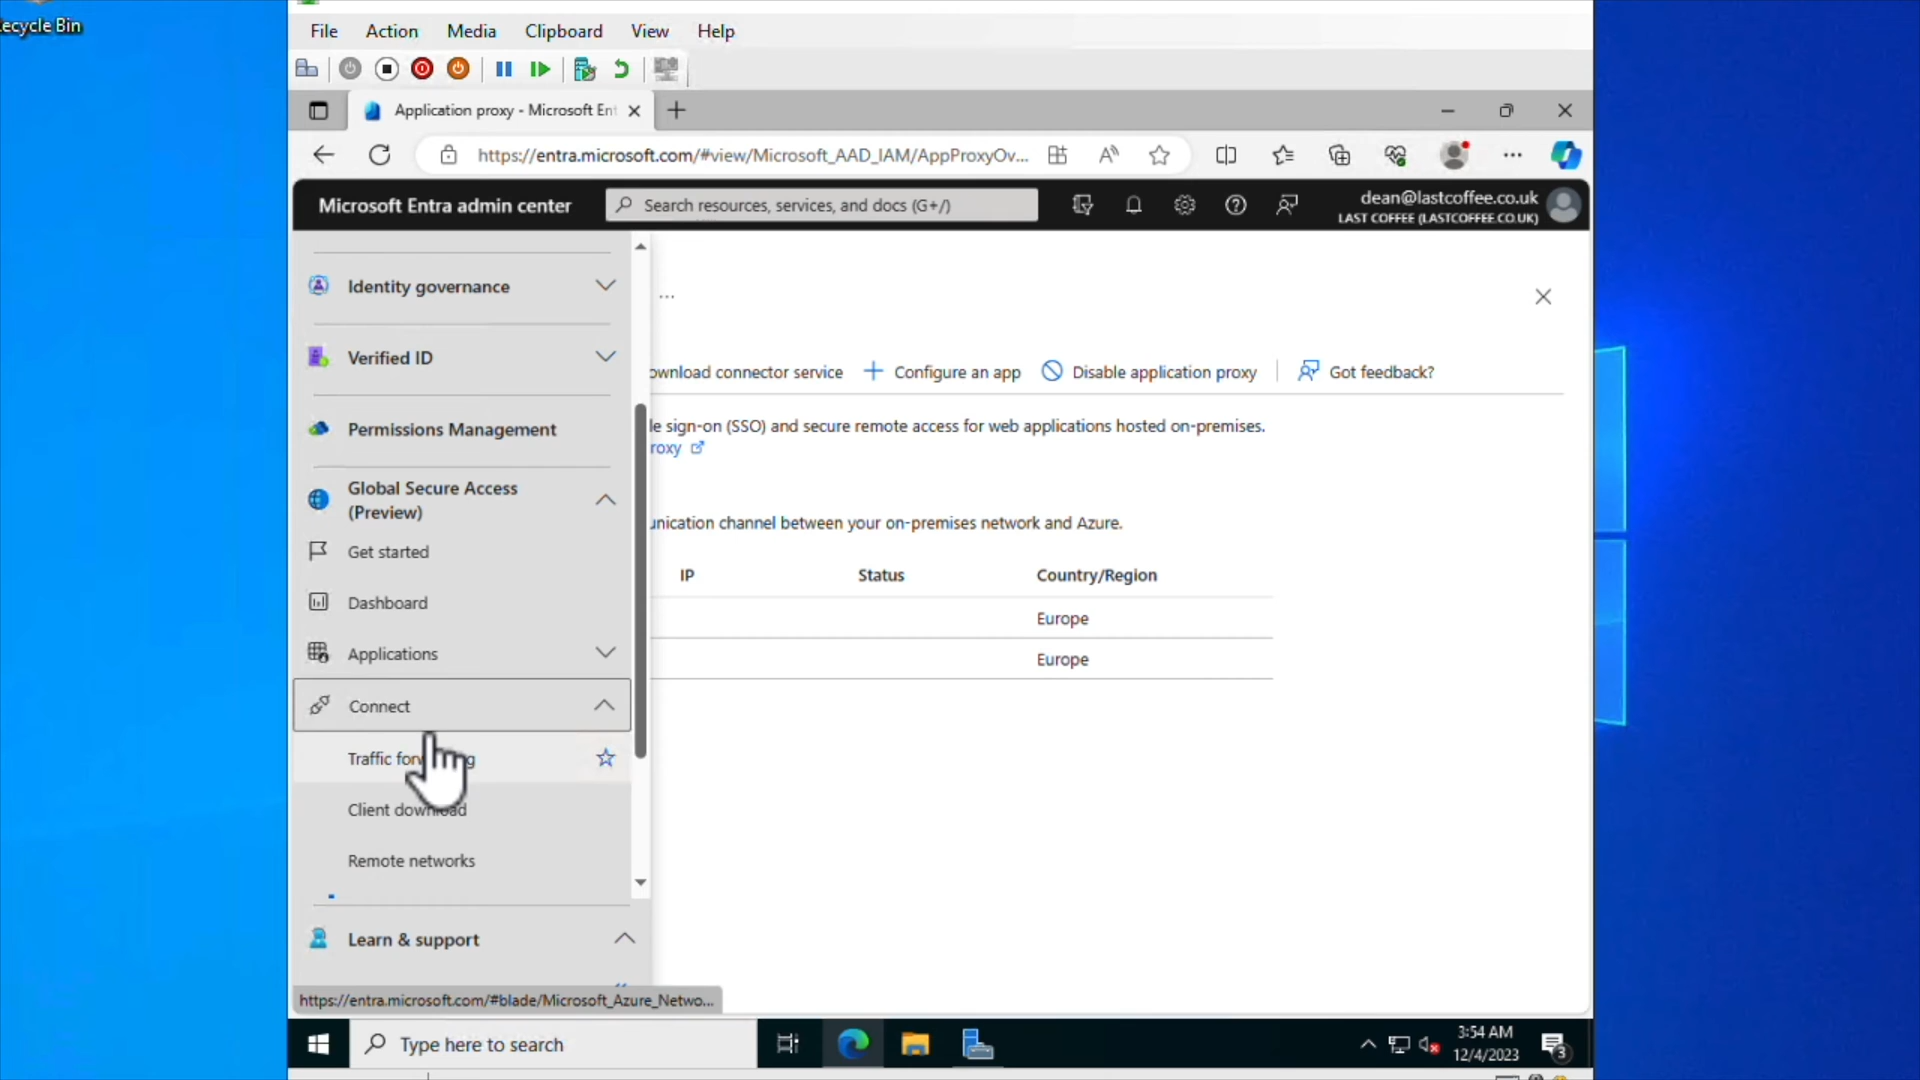 ecycle Bin
File Action Media Clipboard View Help
Application proxy - Microsoft Ent
https://entra.microsoft.com/#view/Microsoft_AAD_IAM/AppProxyOv...
Microsoft Entra admin center
Search resources, services, and docs (G+/)
dean@lastcoffee.co.uk
LAST COFFEE (LASTCOFFEE.CO.UK)
Identity governance
...
Verified ID
ownload connector service
Configure an app
Disable application proxy
Got feedback?
Permissions Management
le sign-on (SSO) and secure remote access for web applications hosted on-premises.
roxy
Global Secure Access
(Preview)
unication channel between your on-premises network and Azure.
Get started
IP Status Country/Region
Dashboard
Europe
Applications
Europe
Connect
Traffic for g
Client download
Remote networks
Learn & support
https://entra.microsoft.com/#blade/Microsoft_Azure_Netwo...
Type here to search
3:54 AM
12/4/2023
3